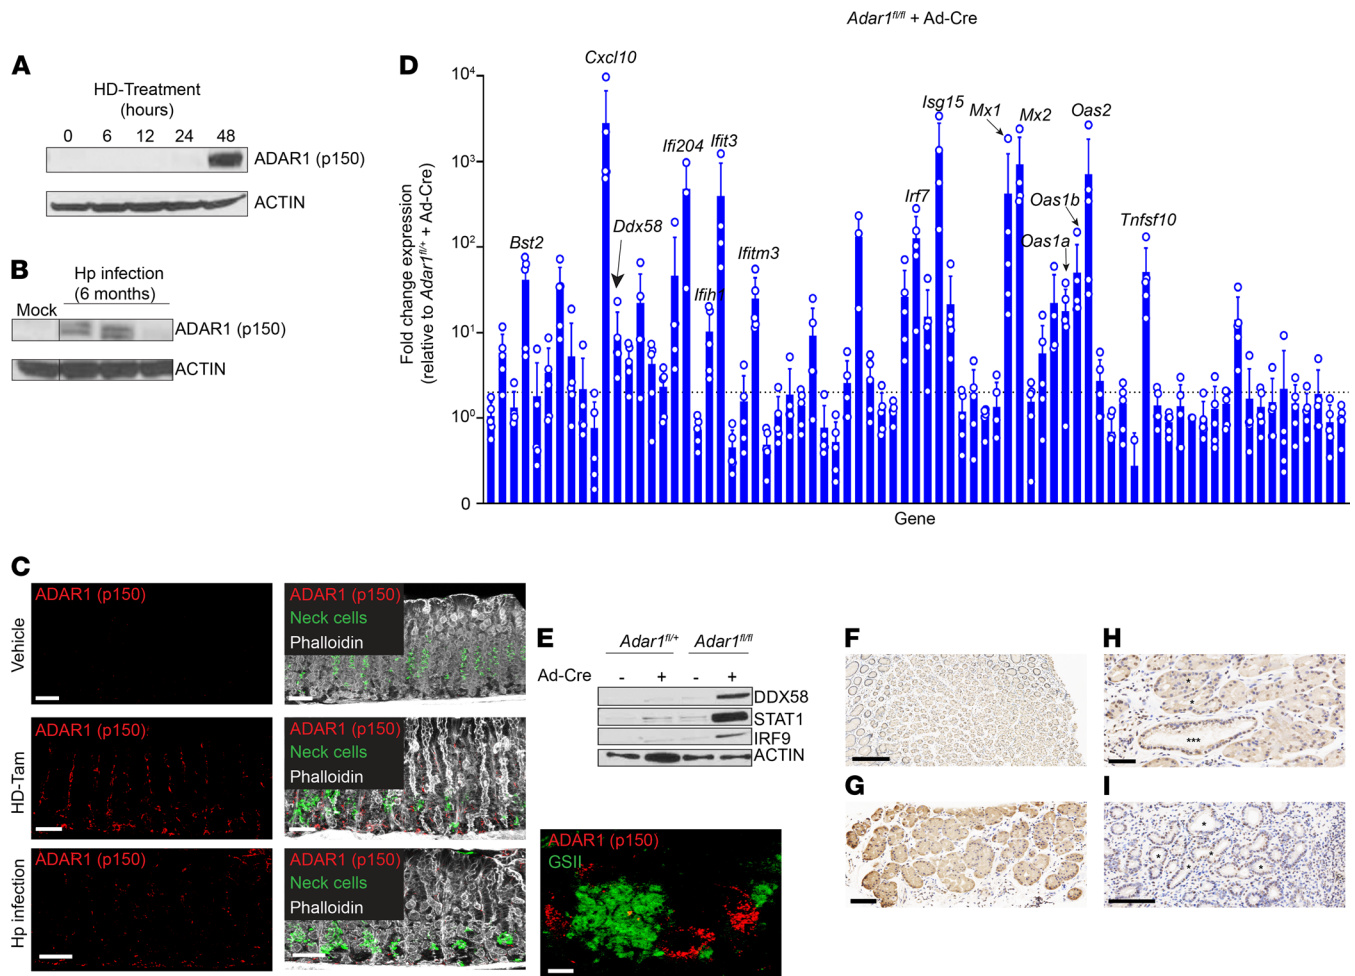 Adar1fl/fl + Ad-Cre
A
HD-Treatment
(hours)
0 6 12 24 48
ADAR1 (p150)
ACTIN
B
Hp infection
(6 months)
Mock
ADAR1 (p150)
ACTIN
D
Fold change expression
(relative to Adar1fl/+ + Ad-Cre)
104
103
102
101
100
0
Bst2
Cxcl10
Ddx58
Ifi204
Ifih1
Ifit3
Ifitm3
Irf7
Isg15
Mx1
Mx2
Oas1a
Oas1b
Oas2
Tnfsf10
Gene
C
Vehicle
ADAR1 (p150)
ADAR1 (p150)
Neck cells
Phalloidin
HD-Tam
ADAR1 (p150)
ADAR1 (p150)
Neck cells
Phalloidin
Hp infection
ADAR1 (p150)
ADAR1 (p150)
Neck cells
Phalloidin
E
Adar1fl/+ Adar1fl/fl
Ad-Cre - + - +
DDX58
STAT1
IRF9
ACTIN
ADAR1 (p150)
GSII
F
G
H
*
*
***
I
*
*
*
*
*